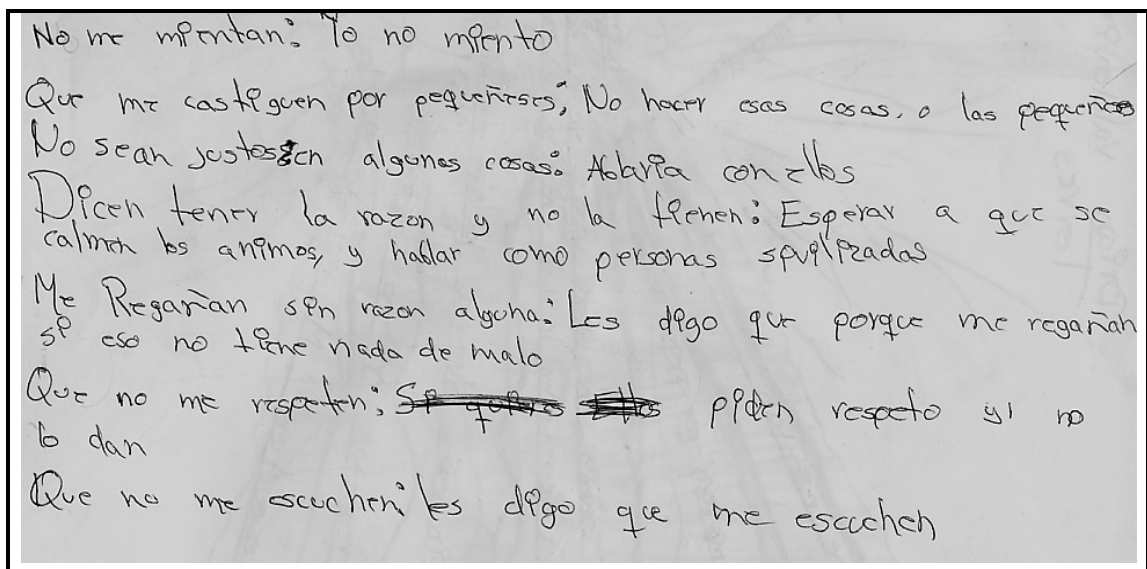 No me mientan: Yo no miento
Que me castiguen por pequeñeses; No hacer esas cosas, o las pequeñas
No sean justos en algunas cosas: Ablaria con ellos
Dicen tener la razon y no la tienen: Esperar a que se
calmen los animos, y hablar como personas sivilizadas
Me Regañan sin razon alguna: Les digo que porque me regañan
si eso no tiene nada de malo
Que no me respeten; piden respeto y no
lo dan
Que no me escuchen: les digo que me escuchen